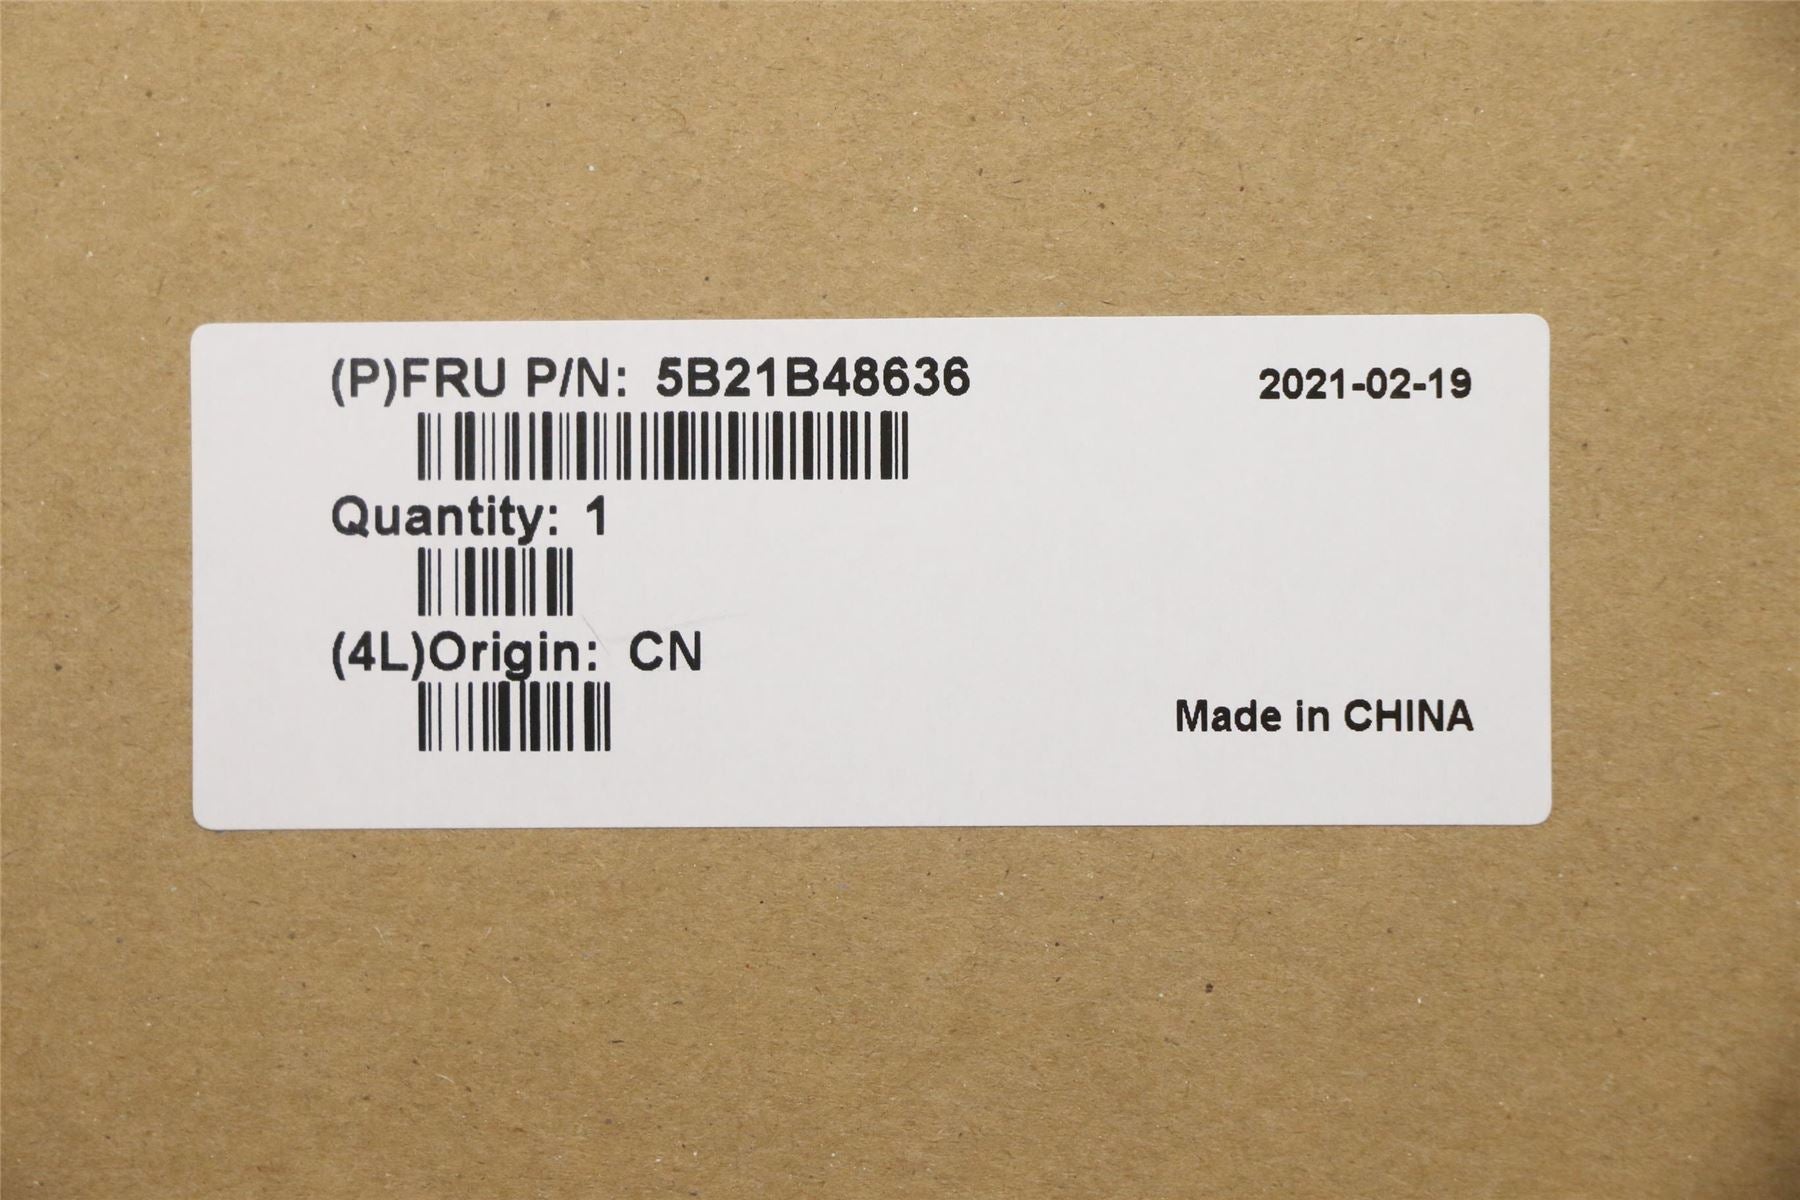 (P)FRU P/N: 5B21B48636
2021-02-19
Quantity: 1
(4L)Origin: CN
Made in CHINA